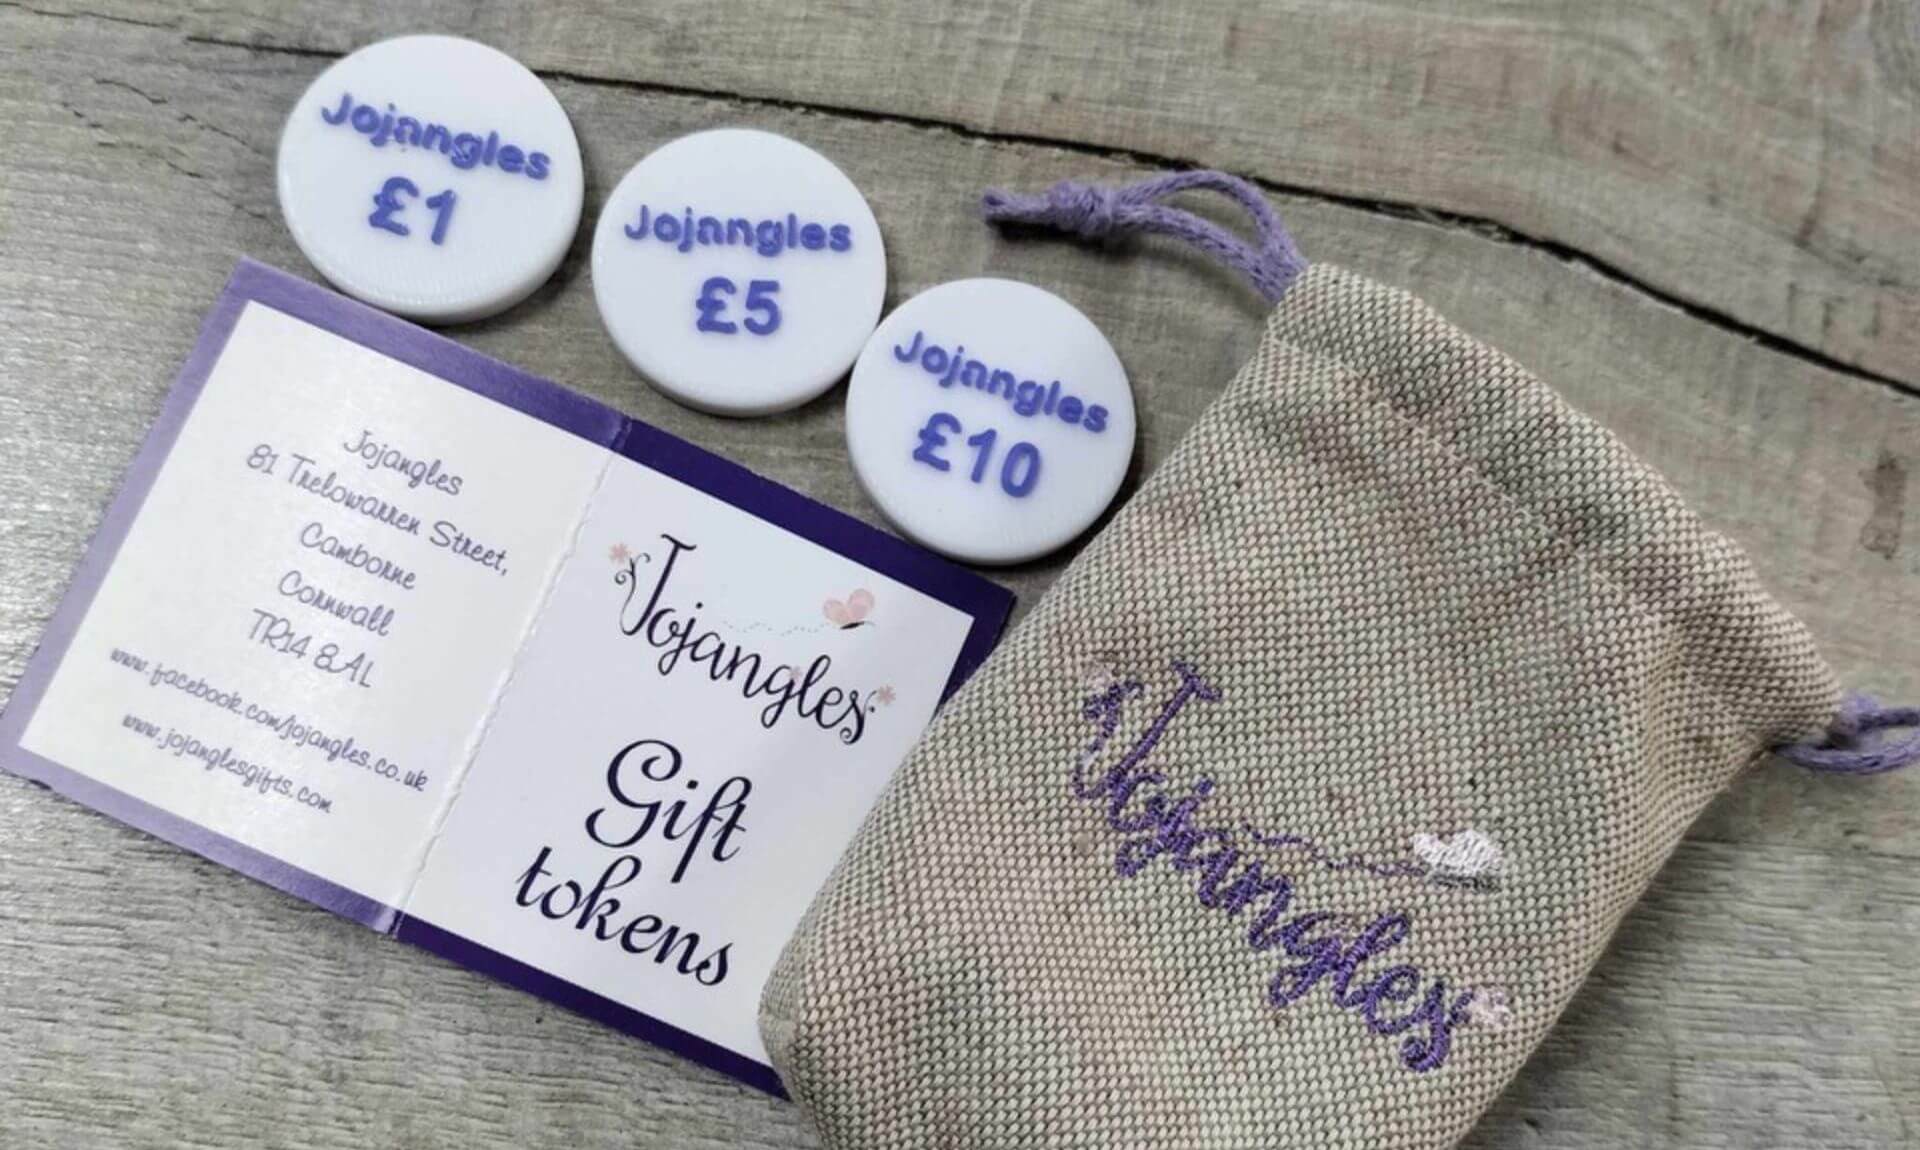 Jojangles
£1
Jojangles
£5
Jojangles
£10
Jojangles
81 Trelowarren Street,
Camborne
Cornwall
TR14 8AL
www.facebook.com/jojangles.co.uk
www.jojanglesgifts.com
Jojangles
Gift
tokens
Jojangles